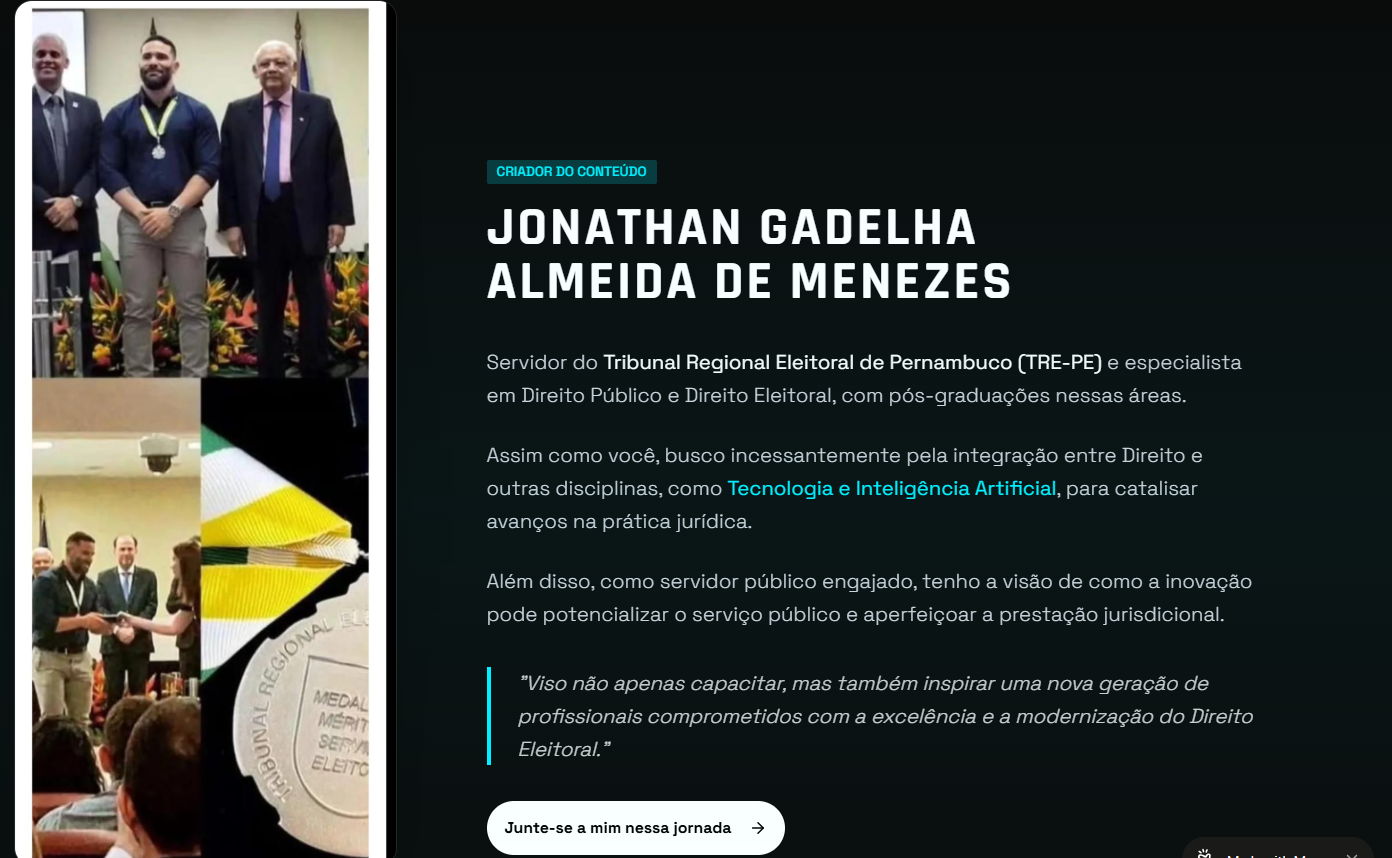 CRIADOR DO CONTEÚDO
JONATHAN GADELHA
ALMEIDA DE MENEZES
Servidor do Tribunal Regional Eleitoral de Pernambuco (TRE-PE) e especialista
em Direito Público e Direito Eleitoral, com pós-graduações nessas áreas.
Assim como você, busco incessantemente pela integração entre Direito e
outras disciplinas, como Tecnologia e Inteligência Artificial, para catalisar
avanços na prática jurídica.
Além disso, como servidor público engajado, tenho a visão de como a inovação
pode potencializar o serviço público e aperfeiçoar a prestação jurisdicional.
"Viso não apenas capacitar, mas também inspirar uma nova geração de
profissionais comprometidos com a excelência e a modernização do Direito
Eleitoral."
Junte-se a mim nessa jornada
TRIBUNAL REGIONAL ELE
MEDAL
MÉRIT
SERVI
ELEITO